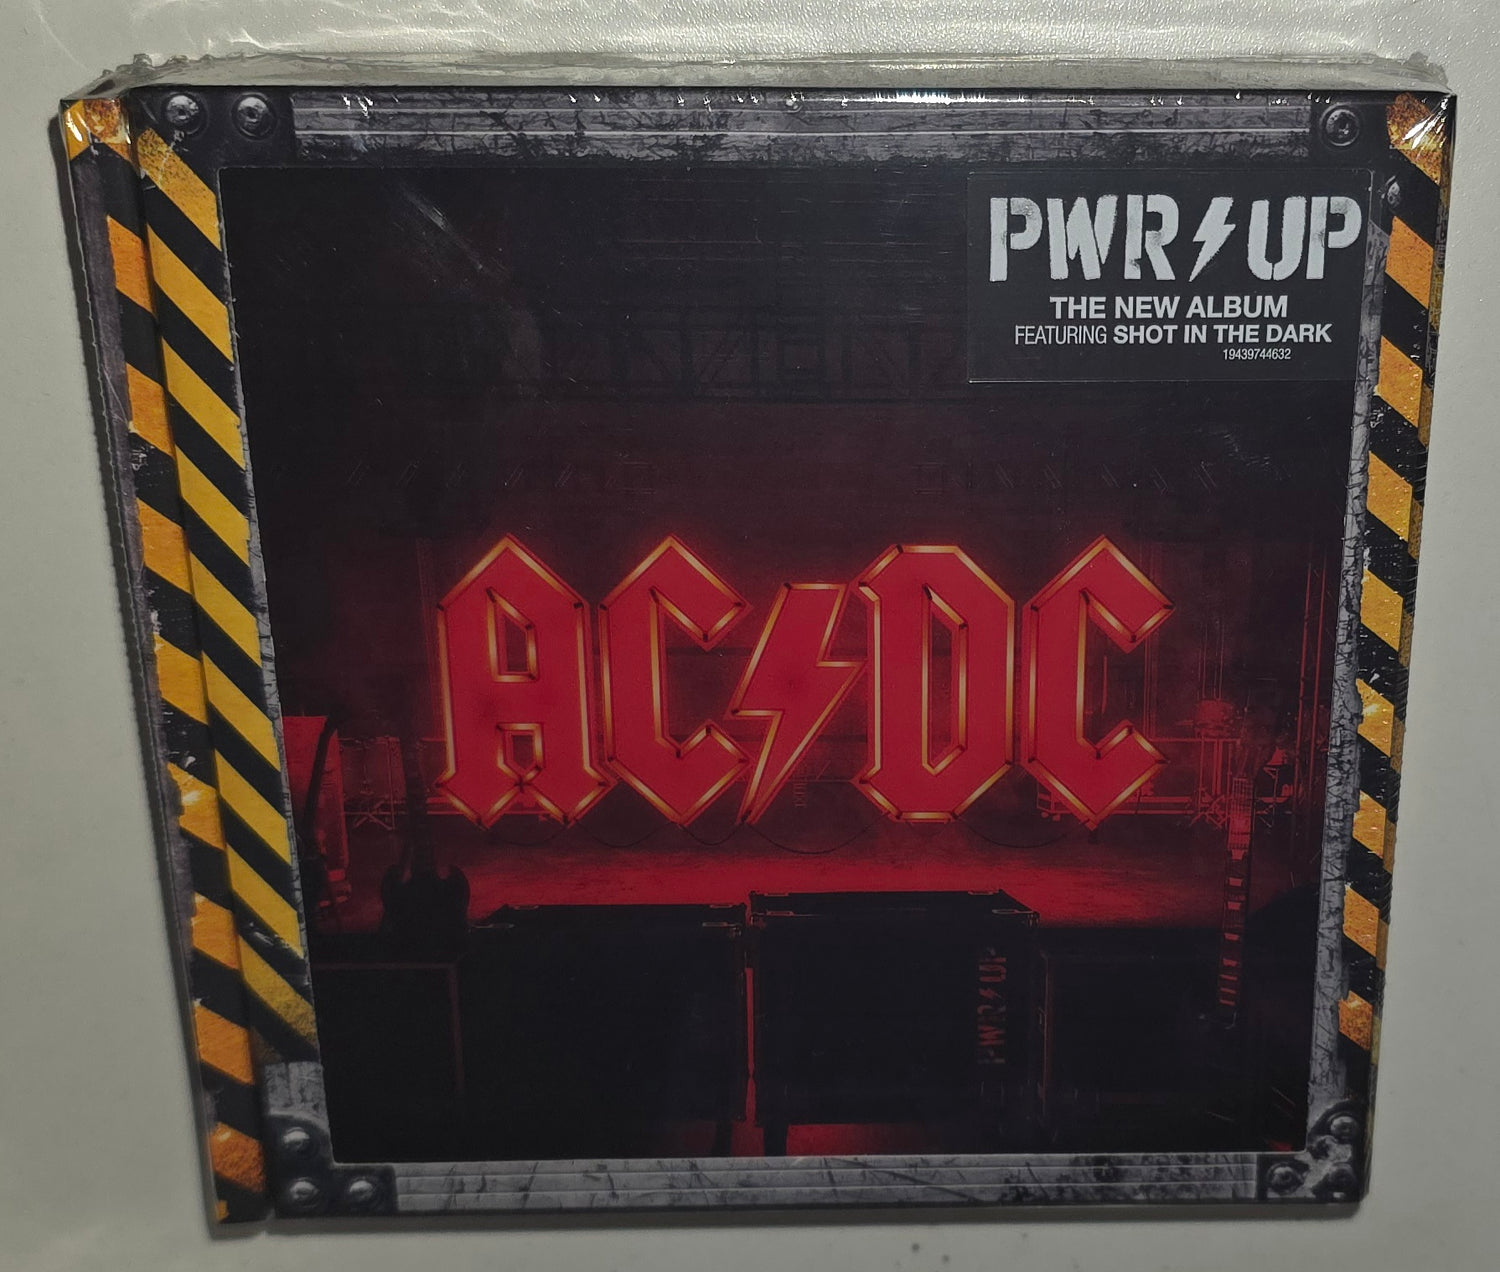 PWR⚡UP
THE NEW ALBUM
FEATURING SHOT IN THE DARK
19439744632
AC⚡DC
PWR⚡UP